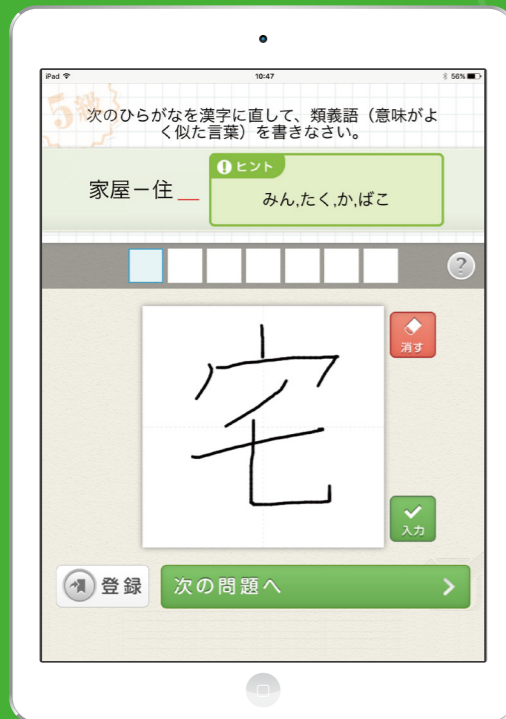 iPad 10:47 56%
5級
次のひらがなを漢字に直して、類義語（意味がよ
く似た言葉）を書きなさい。
家屋－住＿
! ヒント
みん,たく,か,ばこ
?
宅
消す
入力
登録
次の問題へ